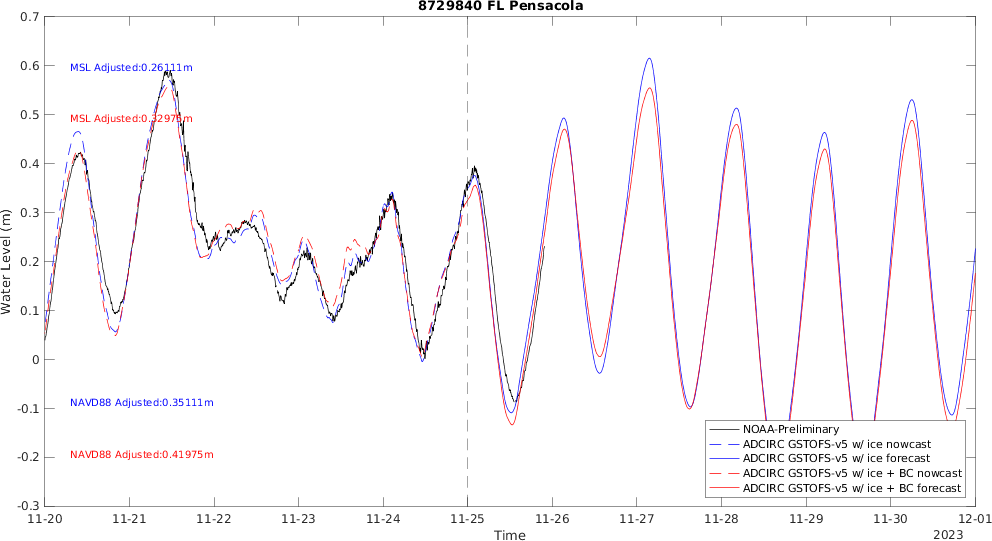 8729840 FL Pensacola
0.7
0.6
0.5
0.4
0.3
0.2
0.1
0
-0.1
-0.2
-0.3
Water Level (m)
MSL Adjusted:0.26111m
MSL Adjusted:0.32975m
NAVD88 Adjusted:0.35111m
NAVD88 Adjusted:0.41975m
NOAA-Preliminary
ADCIRC GSTOFS-v5 w/ ice nowcast
ADCIRC GSTOFS-v5 w/ ice forecast
ADCIRC GSTOFS-v5 w/ ice + BC nowcast
ADCIRC GSTOFS-v5 w/ ice + BC forecast
11-20 11-21 11-22 11-23 11-24 11-25 11-26 11-27 11-28 11-29 11-30 12-01
Time
2023